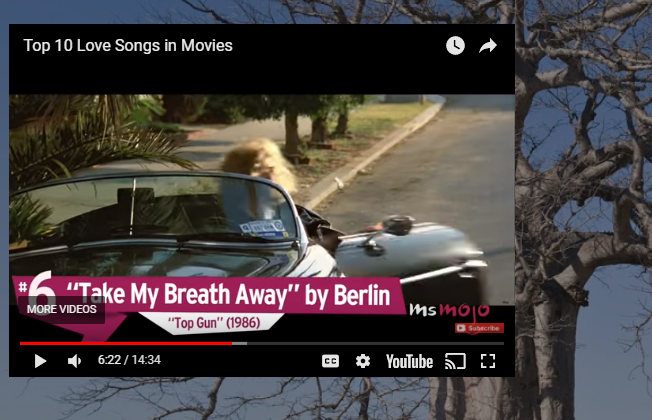 Top 10 Love Songs in Movies
#6 "Take My Breath Away" by Berlin
MORE VIDEOS
"Top Gun" (1986)
msmojo
Subscribe
6:22 / 14:34
CC
YouTube